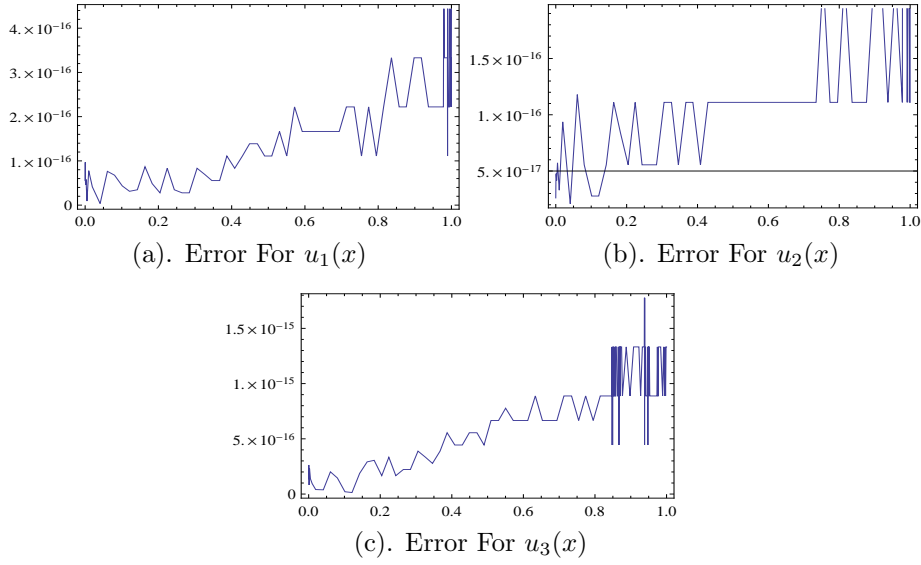 4. × 10⁻¹⁶
3. × 10⁻¹⁶
2. × 10⁻¹⁶
1. × 10⁻¹⁶
0
0.0 0.2 0.4 0.6 0.8 1.0
(a). Error For u₁(x)
1.5 × 10⁻¹⁶
1. × 10⁻¹⁶
5. × 10⁻¹⁷
0.0 0.2 0.4 0.6 0.8 1.0
(b). Error For u₂(x)
1.5 × 10⁻¹⁵
1. × 10⁻¹⁵
5. × 10⁻¹⁶
0
0.0 0.2 0.4 0.6 0.8 1.0
(c). Error For u₃(x)